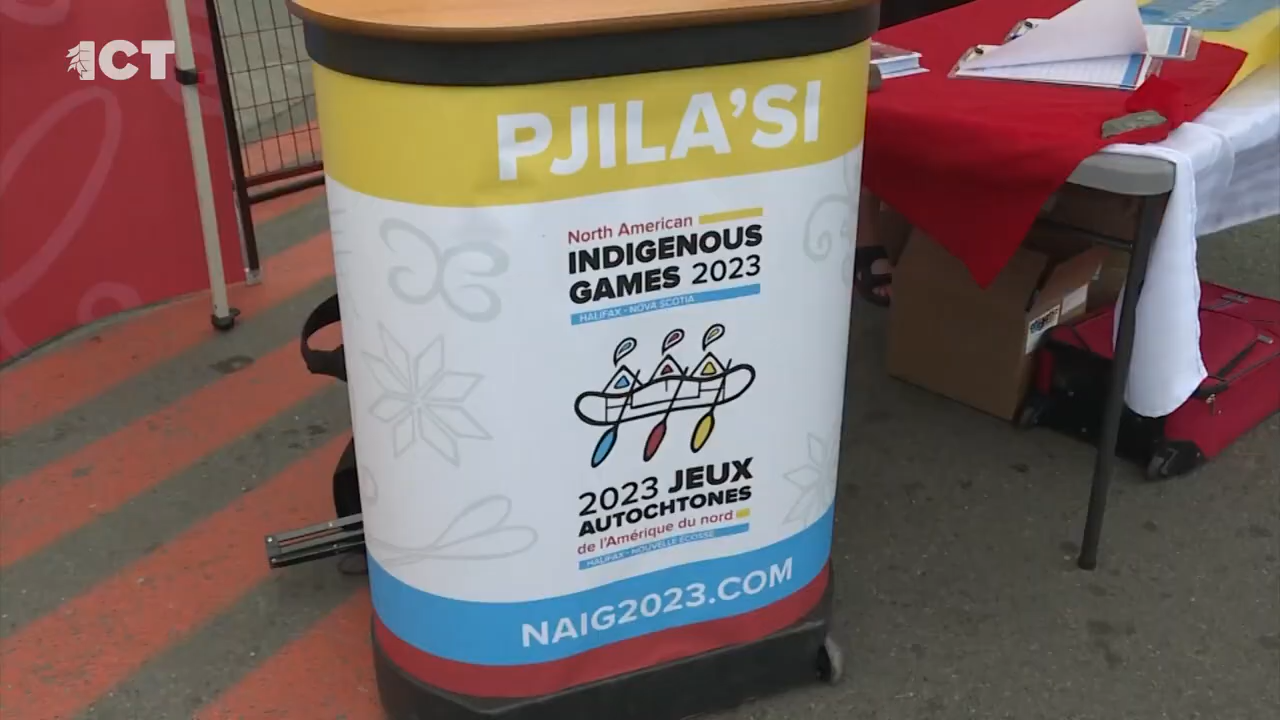 ICT
PJILA'SI
North American
INDIGENOUS
GAMES 2023
HALIFAX - NOVA SCOTIA
2023 JEUX
AUTOCHTONES
de l'Amérique du nord
HALIFAX - NOUVELLE ÉCOSSE
NAIG2023.COM